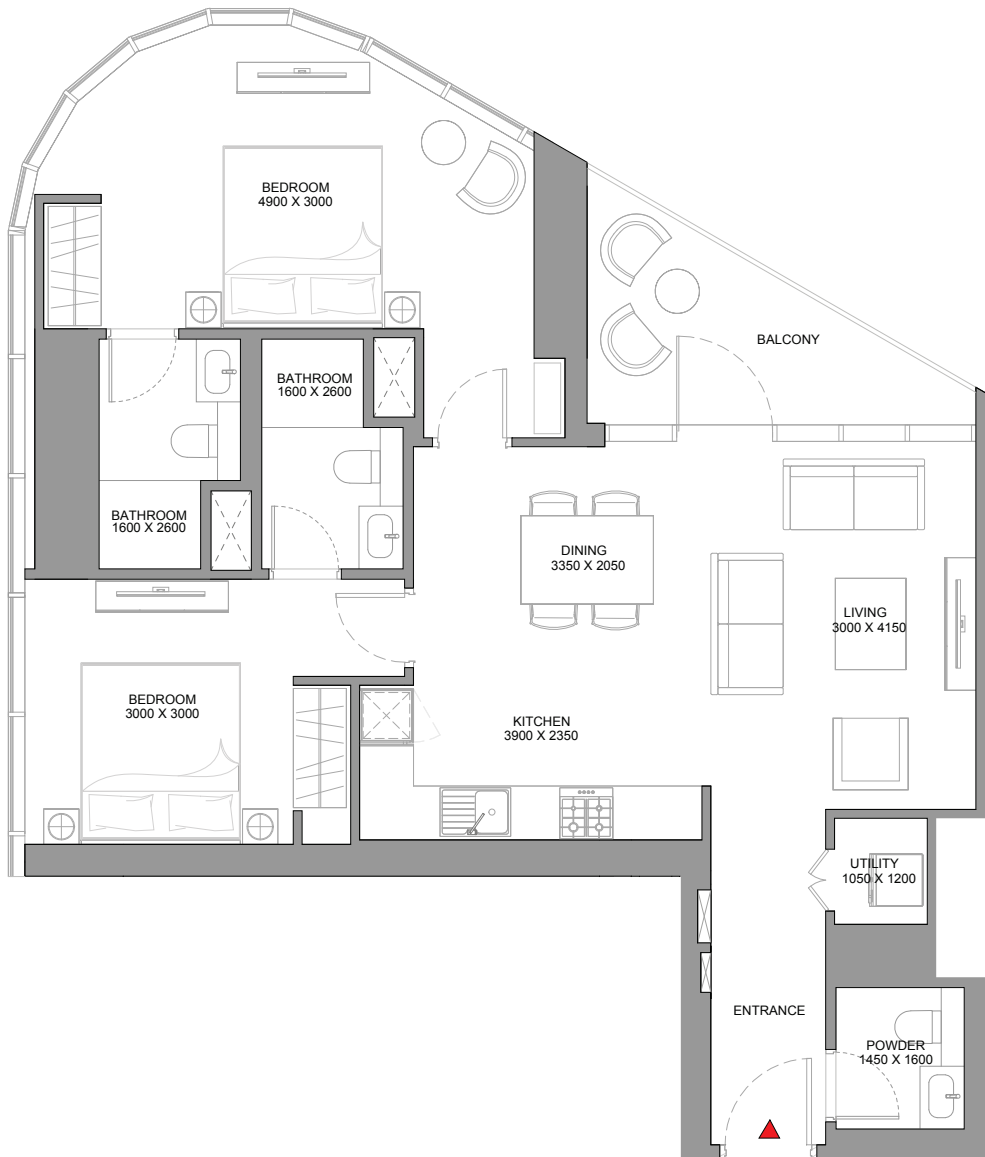 BEDROOM
4900 X 3000
BALCONY
BATHROOM
1600 X 2600
BATHROOM
1600 X 2600
DINING
3350 X 2050
LIVING
3000 X 4150
BEDROOM
3000 X 3000
KITCHEN
3900 X 2350
UTILITY
1050 X 1200
ENTRANCE
POWDER
1450 X 1600